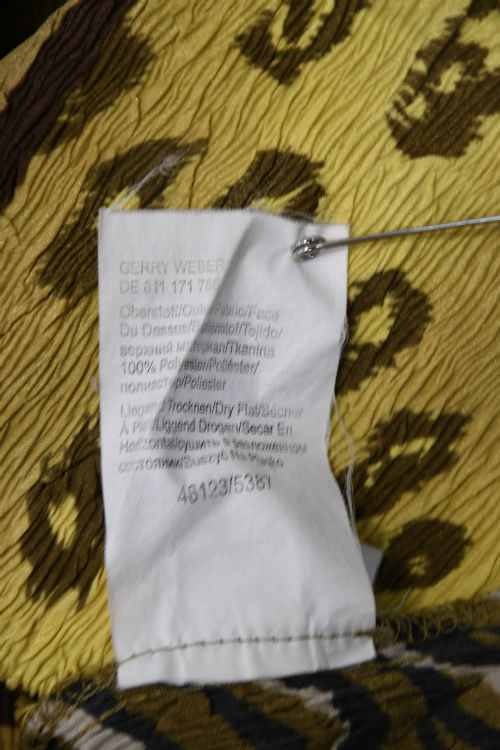 GERRY WEBER
DE 811 171 786
Oberstoff/Outer Fabric/Face
Du Dessus/Buitenstof/Tejido/
верхний материал/Tkanina
100% Polyester/Poliéster/
полиэстер/Poliester
Liegend Trocknen/Dry Flat/Sécher
À Plat/Liggend Drogen/Secar En
Horizontal/сушить в разложенном
состоянии/Suszyć Na Płasko
48123/5387